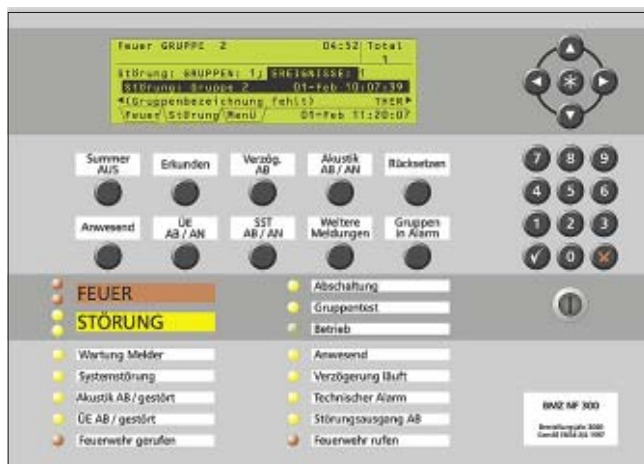 Feuer GRUPPE 2 04:52 Total
1
Störung: GRUPPEN: 1; EREIGNISSE: 1
Störung: Gruppe 2 01-Feb 10:07:39
(Gruppenbezeichnung fehlt) THER
Feuer Störung Menü 01-Feb 11:20:07
Summer AUS
Erkunden
Verzög. AB
Akustik AB / AN
Rücksetzen
Anwesend
ÜE AB / AN
SST AB / AN
Weitere Meldungen
Gruppen in Alarm
7 8 9
4 5 6
1 2 3
0
FEUER
STÖRUNG
Abschaltung
Gruppentest
Betrieb
Wartung Melder
Systemstörung
Akustik AB / gestört
ÜE AB / gestört
Feuerwehr gerufen
Anwesend
Verzögerung läuft
Technischer Alarm
Störungsausgang AB
Feuerwehr rufen
BMZ NF 300